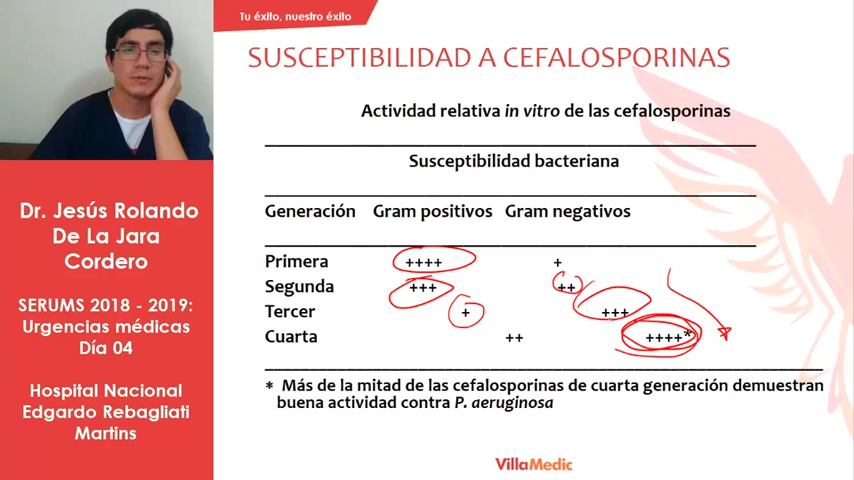 Tu éxito, nuestro éxito
SUSCEPTIBILIDAD A CEFALOSPORINAS
Actividad relativa in vitro de las cefalosporinas
Susceptibilidad bacteriana
Generación Gram positivos Gram negativos
Primera ++++ +
Segunda +++ ++
Tercer + +++
Cuarta ++ ++++*
* Más de la mitad de las cefalosporinas de cuarta generación demuestran
buena actividad contra P. aeruginosa
Dr. Jesús Rolando
De La Jara
Cordero
SERUMS 2018 - 2019:
Urgencias médicas
Día 04
Hospital Nacional
Edgardo Rebagliati
Martins
VillaMedic